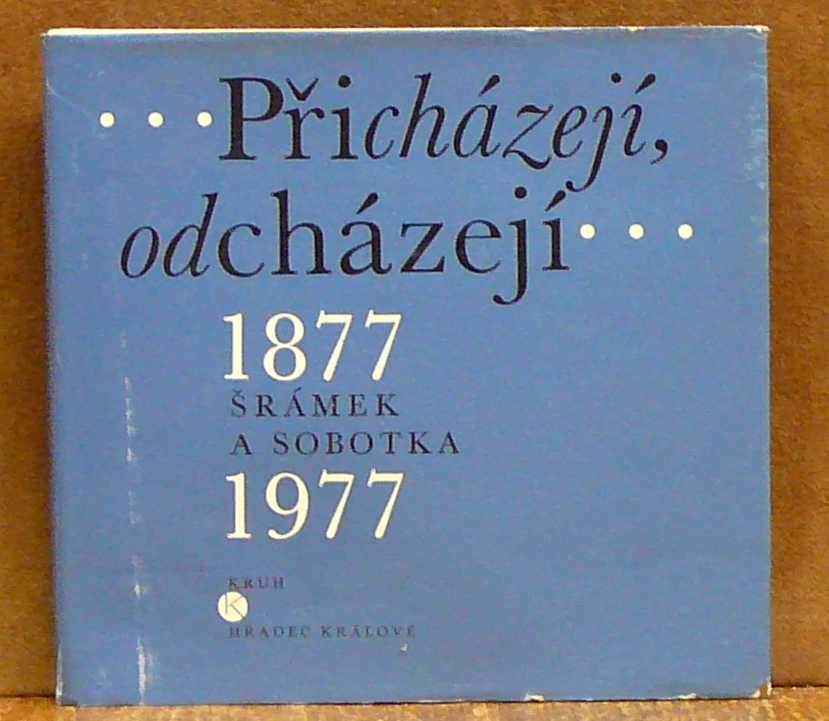 ...Přicházejí,
odcházejí...
1877
ŠRÁMEK
A SOBOTKA
1977
KRUH
K
HRADEC KRÁLOVÉ